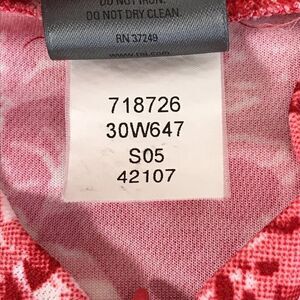 DO NOT IRON.
DO NOT DRY CLEAN.
RN 37249
718726
30W647
S05
42107